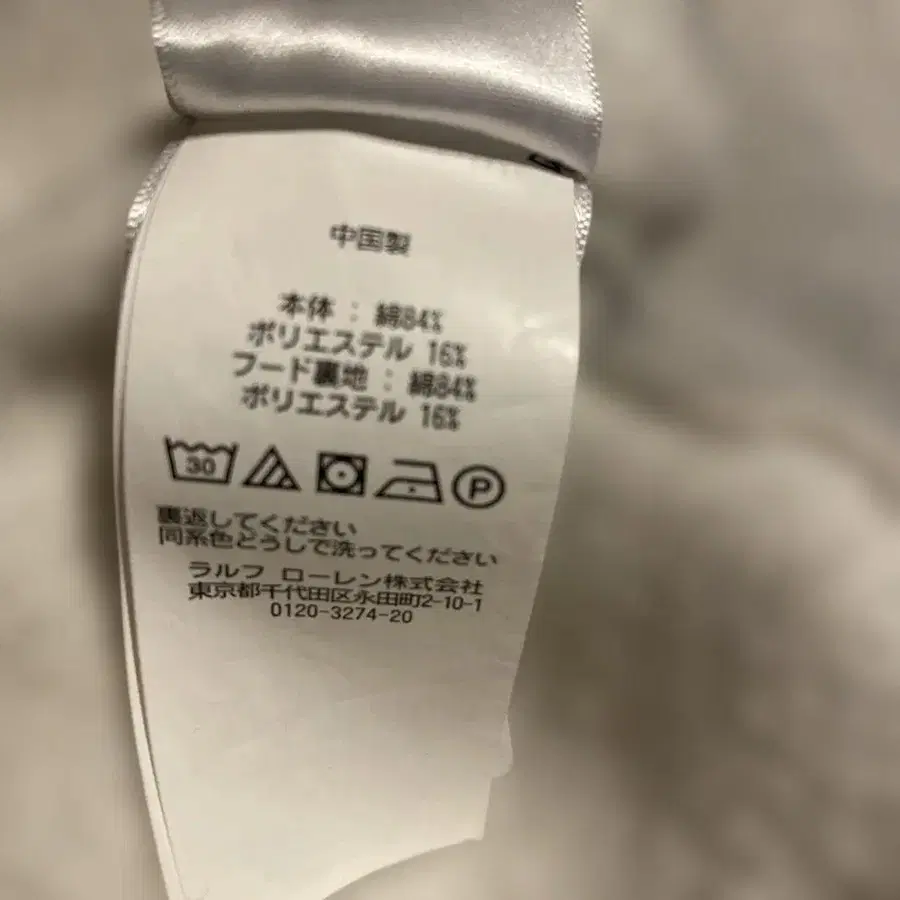 中国製
本体 : 綿84%
ポリエステル 16%
フード裏地 : 綿84%
ポリエステル 16%
30 P
裏返してください
同系色どうしで洗ってください
ラルフ ローレン株式会社
東京都千代田区永田町2-10-1
0120-3274-20